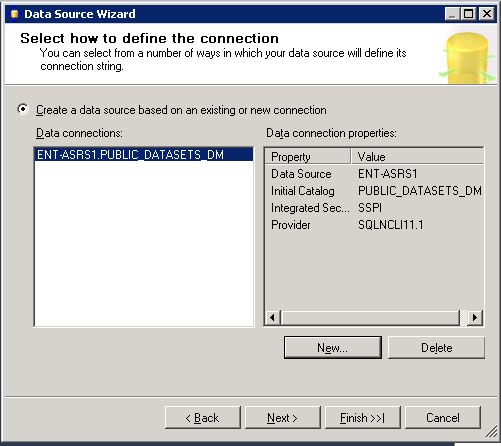 Data Source Wizard
Select how to define the connection
You can select from a number of ways in which your data source will define its
connection string.
Create a data source based on an existing or new connection
Data connections:
ENT-ASRS1.PUBLIC_DATASETS_DM
Data connection properties:
Property Value
Data Source ENT-ASRS1
Initial Catalog PUBLIC_DATASETS_DM
Integrated Sec... SSPI
Provider SQLNCLI11.1
New... Delete
< Back Next > Finish >>| Cancel